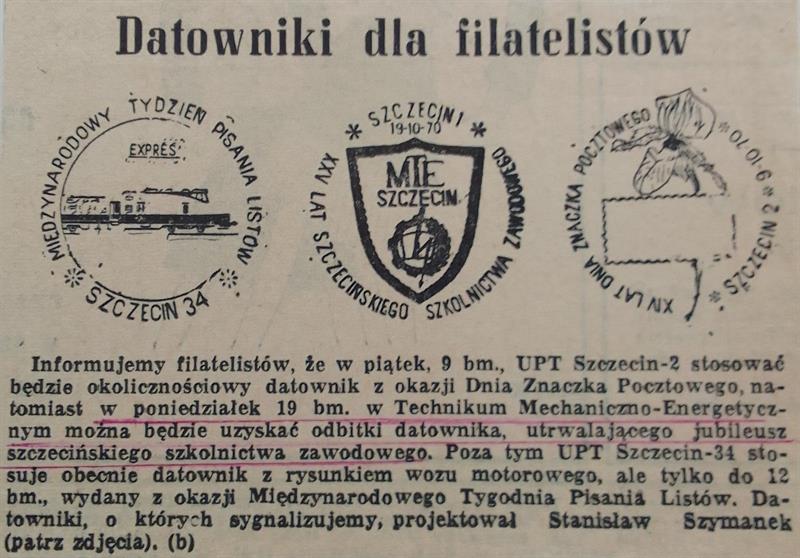 Datowniki dla filatelistów
MIĘDZYNARODOWY TYDZIEŃ PISANIA LISTÓW
EXPRES
SZCZECIN 34
SZCZECIN 1
19-10-70
MTE
SZCZECIN
XXV LAT SZCZECIŃSKIEGO SZKOLNICTWA ZAWODOWEGO
XIV LAT DNIA ZNACZKA POCZTOWEGO
9-10-70
SZCZECIN 2
Informujemy filatelistów, że w piątek, 9 bm., UPT Szczecin-2 stosować
będzie okolicznościowy datownik z okazji Dnia Znaczka Pocztowego, na-
tomiast w poniedziałek 19 bm. w Technikum Mechaniczno-Energetycz-
nym można będzie uzyskać odbitki datownika, utrwalającego jubileusz
szczecińskiego szkolnictwa zawodowego. Poza tym UPT Szczecin-34 sto-
suje obecnie datownik z rysunkiem wozu motorowego, ale tylko do 12
bm., wydany z okazji Międzynarodowego Tygodnia Pisania Listów. Da-
towniki, o których sygnalizujemy, projektował Stanisław Szymanek
(patrz zdjęcia). (b)